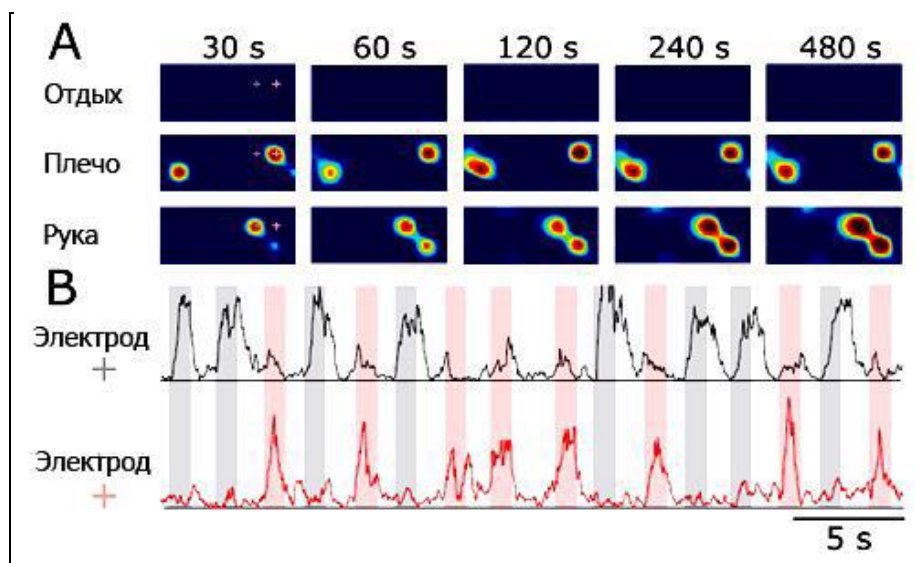 A
30 s 60 s 120 s 240 s 480 s
Отдых
Плечо
Рука
B
Электрод
+
Электрод
+
5 s